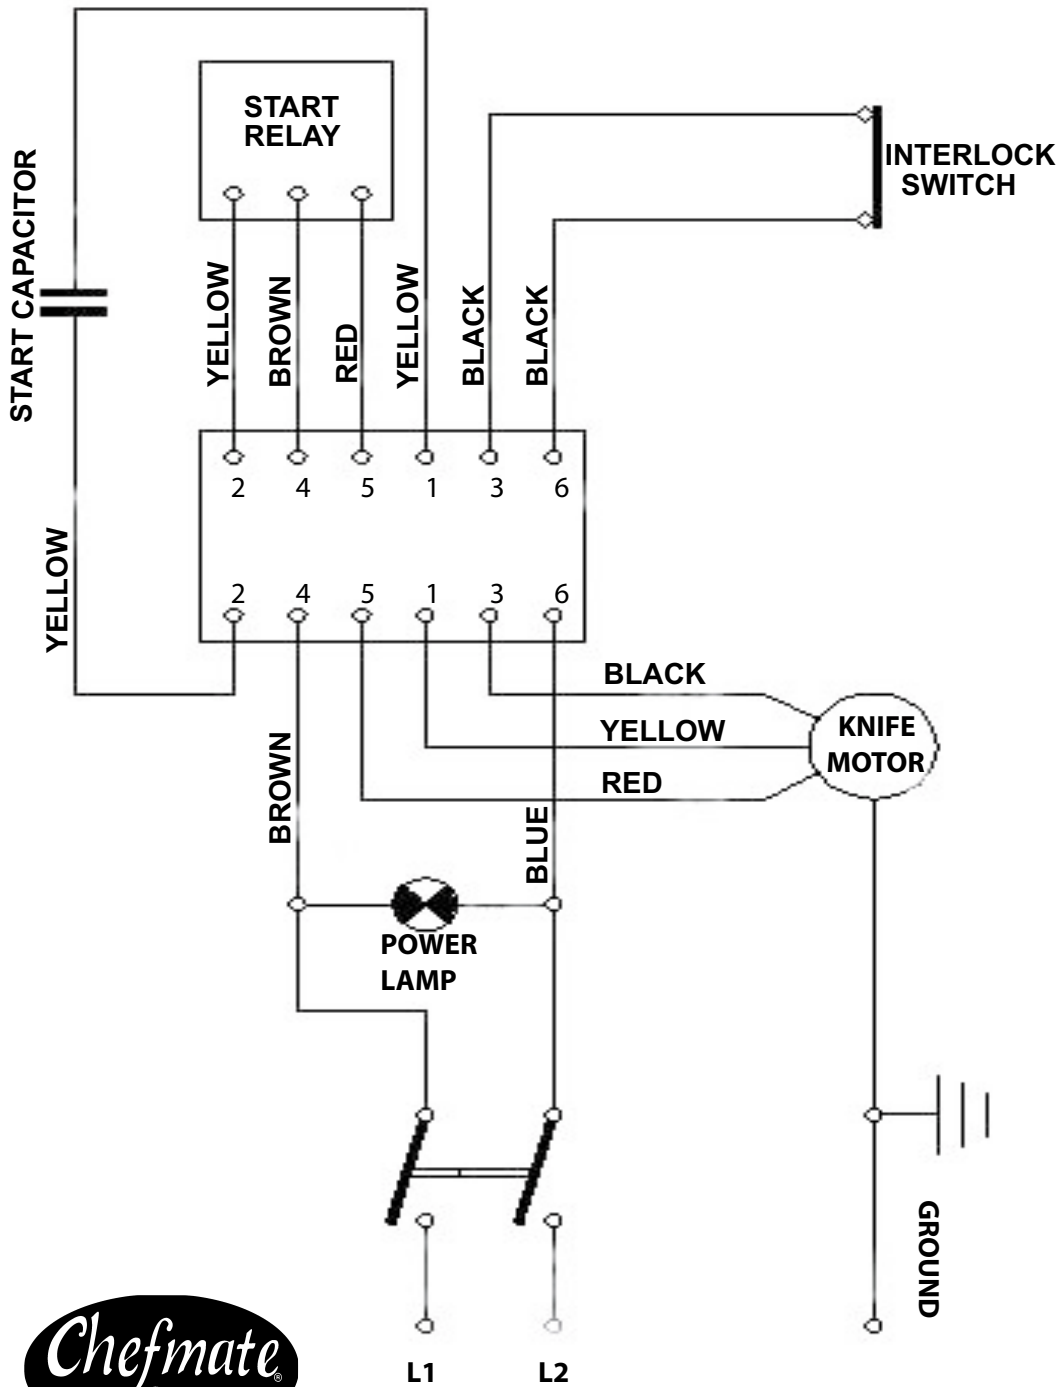 START
RELAY
INTERLOCK
SWITCH
START CAPACITOR
YELLOW
BROWN
RED
YELLOW
BLACK
BLACK
2 4 5 1 3 6
YELLOW
2 4 5 1 3 6
BLACK
YELLOW
RED
KNIFE
MOTOR
BROWN
BLUE
POWER
LAMP
GROUND
Chefmate®
L1 L2